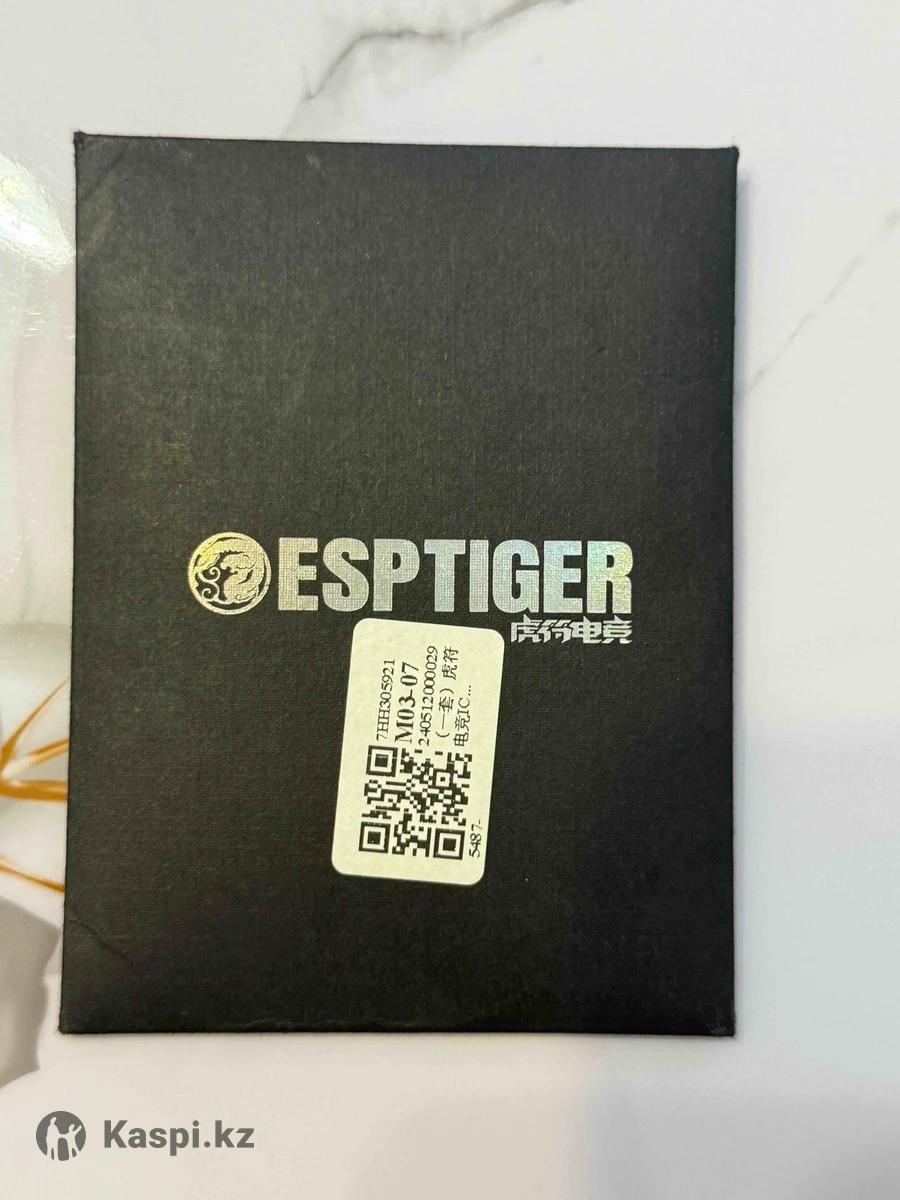 ESPTIGER
虎符电竞
7HH305921
M03-07
240512000029
（一套）虎符
电竞IC...
5487-
Kaspi.kz